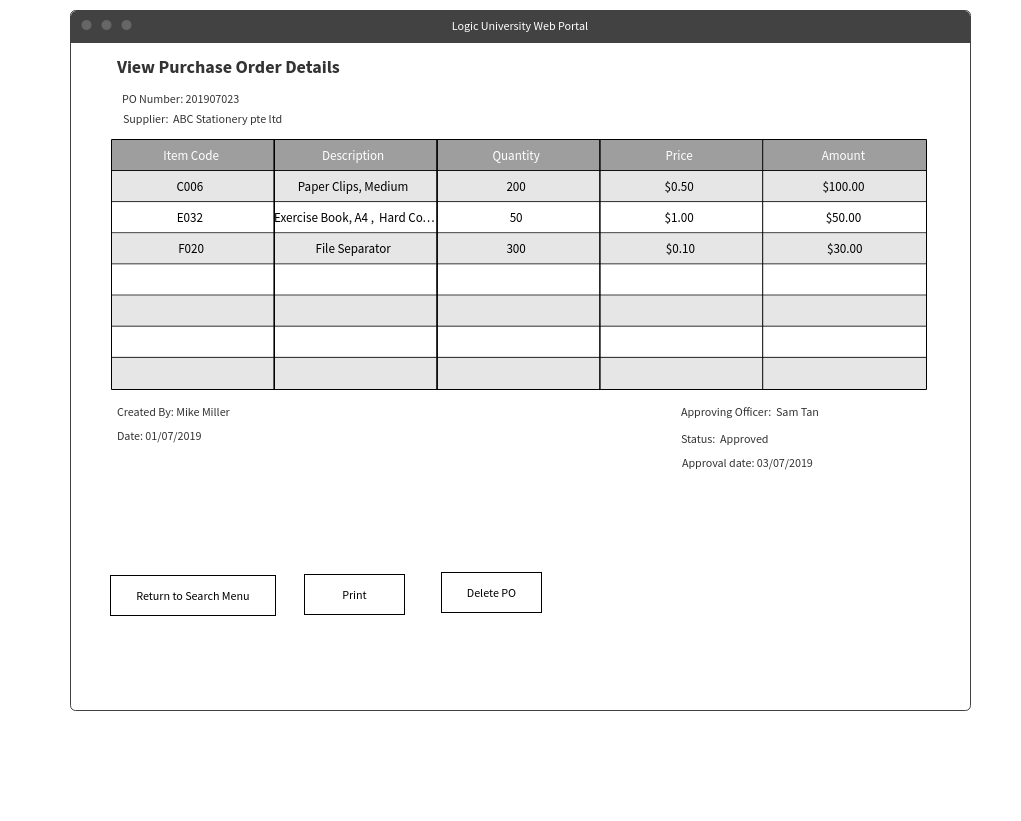 Logic University Web Portal
View Purchase Order Details
PO Number: 201907023
Supplier:  ABC Stationery pte ltd
Item Code Description Quantity Price Amount
C006 Paper Clips, Medium 200 $0.50 $100.00
E032 Exercise Book, A4 ,  Hard Co... 50 $1.00 $50.00
F020 File Separator 300 $0.10 $30.00
Created By: Mike Miller
Approving Officer:  Sam Tan
Date: 01/07/2019
Status:  Approved
Approval date: 03/07/2019
Return to Search Menu Print Delete PO